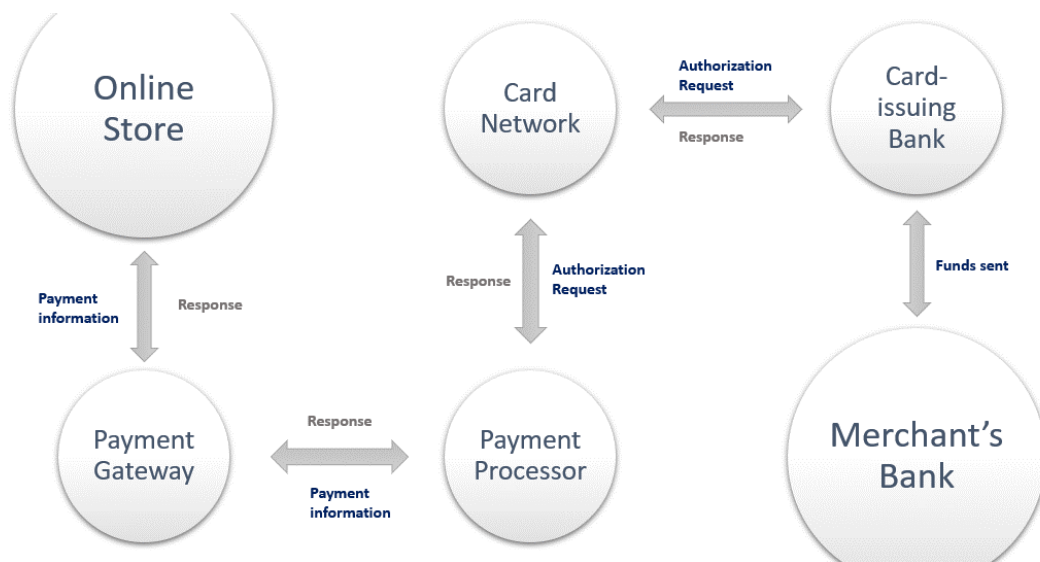 Online
Store
Payment
information
Response
Payment
Gateway
Response
Payment
information
Payment
Processor
Response
Authorization
Request
Card
Network
Authorization
Request
Response
Card-
issuing
Bank
Funds sent
Merchant’s
Bank